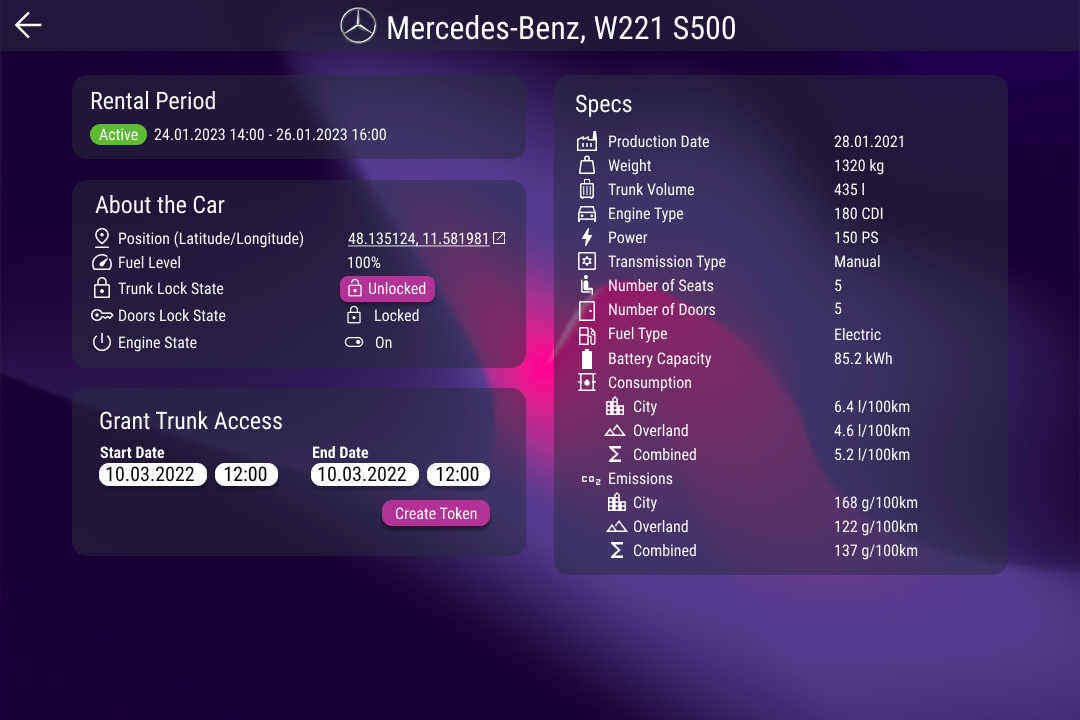 Mercedes-Benz, W221 S500
Rental Period
Active 24.01.2023 14:00 - 26.01.2023 16:00
About the Car
Position (Latitude/Longitude) 48.135124, 11.581981
Fuel Level 100%
Trunk Lock State Unlocked
Doors Lock State Locked
Engine State On
Grant Trunk Access
Start Date End Date
10.03.2022 12:00 10.03.2022 12:00
Create Token
Specs
Production Date 28.01.2021
Weight 1320 kg
Trunk Volume 435 l
Engine Type 180 CDI
Power 150 PS
Transmission Type Manual
Number of Seats 5
Number of Doors 5
Fuel Type Electric
Battery Capacity 85.2 kWh
Consumption
City 6.4 l/100km
Overland 4.6 l/100km
Combined 5.2 l/100km
CO2 Emissions
City 168 g/100km
Overland 122 g/100km
Combined 137 g/100km